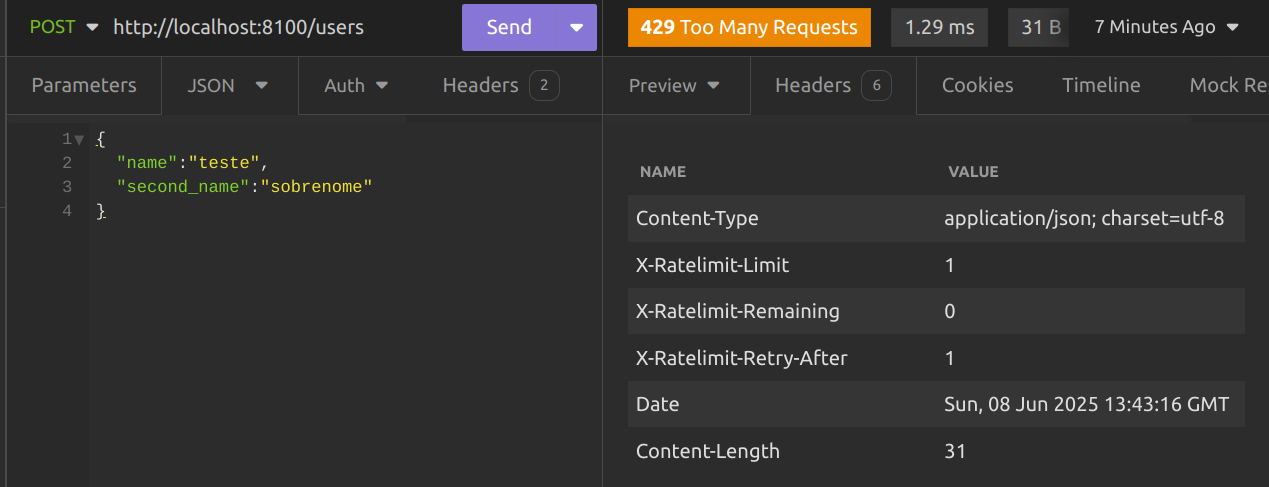 POST http://localhost:8100/users Send
Parameters JSON Auth Headers 2
1 {
2 "name":"teste",
3 "second_name":"sobrenome"
4 }
429 Too Many Requests 1.29 ms 31 B 7 Minutes Ago
Preview Headers 6 Cookies Timeline Mock Re
NAME VALUE
Content-Type application/json; charset=utf-8
X-Ratelimit-Limit 1
X-Ratelimit-Remaining 0
X-Ratelimit-Retry-After 1
Date Sun, 08 Jun 2025 13:43:16 GMT
Content-Length 31